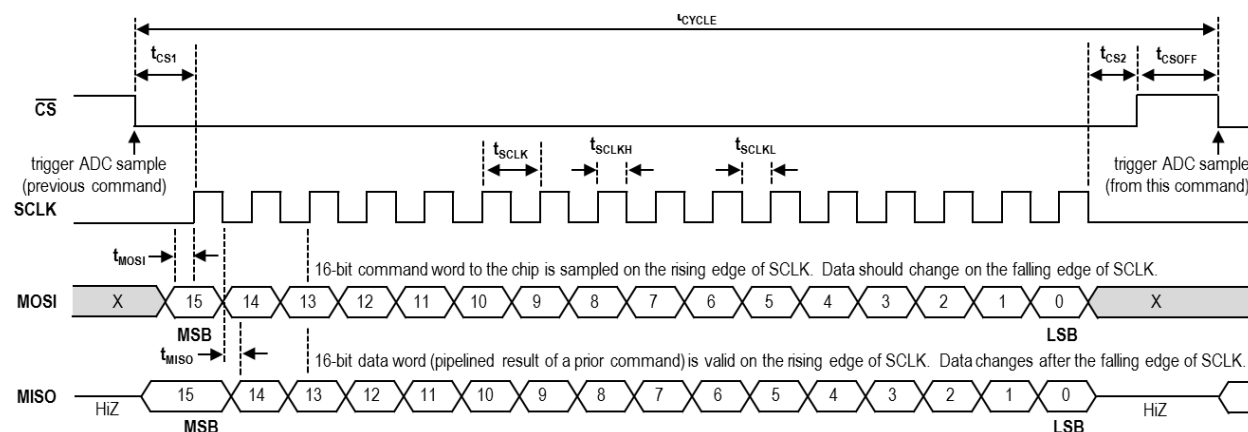 tCYCLE
tCS1
tCS2 tCSOFF
CS
tSCLK tSCLKH tSCLKL
trigger ADC sample
(previous command)
trigger ADC sample
(from this command)
SCLK
tMOSI
16-bit command word to the chip is sampled on the rising edge of SCLK. Data should change on the falling edge of SCLK.
MOSI X 15 14 13 12 11 10 9 8 7 6 5 4 3 2 1 0 X
MSB LSB
tMISO
16-bit data word (pipelined result of a prior command) is valid on the rising edge of SCLK. Data changes after the falling edge of SCLK.
MISO HiZ 15 14 13 12 11 10 9 8 7 6 5 4 3 2 1 0 HiZ
MSB LSB